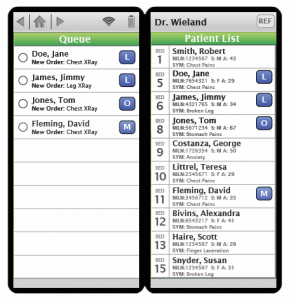 Queue
Doe, Jane
New Order: Chest XRay
L
James, Jimmy
New Order: Leg XRay
L
Jones, Tom
New Order: Chest XRay
O
Fleming, David
New Order: Chest XRay
M
Dr. Wieland
REF
Patient List
BED 1
Smith, Robert
MLN:1234567 S: M A: 43
SYM: Chest Pains
BED 5
Doe, Jane
MLN:7654321 S: F A: 29
SYM: Chest Pains
L
BED 6
James, Jimmy
MLN:4321765 S: M A: 34
SYM: Broken Leg
L
BED 8
Jones, Tom
MLN:5671234 S: M A: 67
SYM: Stomach Pains
O
BED 9
Costanza, George
MLN:1726354 S: M A: 50
SYM: Anxiety
BED 10
Littrel, Teresa
MLN:2345671 S: F A: 29
SYM: Chest Pains
BED 11
Fleming, David
MLN:3456712 S: M A: 35
SYM: Chest Pains
M
BED 12
Bivins, Alexandra
MLN:6543217 S: F A: 41
SYM: Stomach Pains
BED 13
Haire, Scott
MLN:1234567 S: M A: 29
SYM: Finger Laceration
BED 15
Snyder, Susan
MLN:1234567 S: F A: 31
SYM: Broken Leg